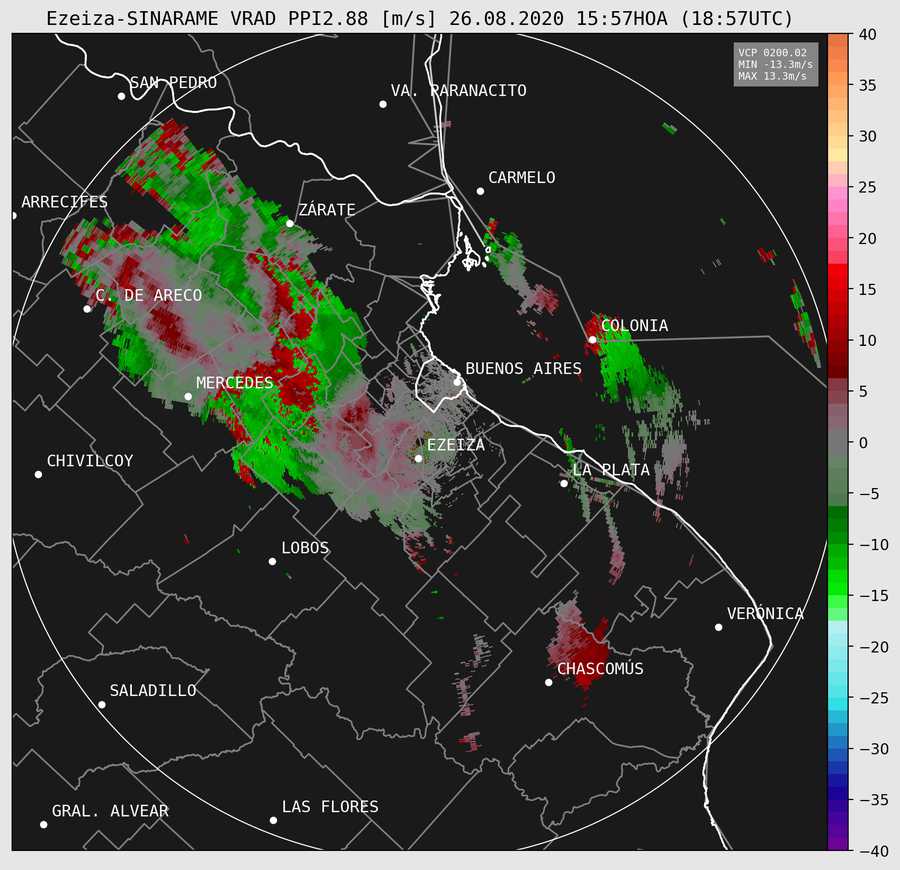 Ezeiza-SINARAME VRAD PPI2.88 [m/s] 26.08.2020 15:57HOA (18:57UTC)
VCP 0200.02
MIN -13.3m/s
MAX 13.3m/s
SAN PEDRO
VA. PARANACITO
CARMELO
ARRECIFES
ZÁRATE
C. DE ARECO
COLONIA
BUENOS AIRES
MERCEDES
EZEIZA
CHIVILCOY
LA PLATA
LOBOS
VERÓNICA
CHASCOMÚS
SALADILLO
LAS FLORES
GRAL. ALVEAR
40
35
30
25
20
15
10
5
0
−5
−10
−15
−20
−25
−30
−35
−40